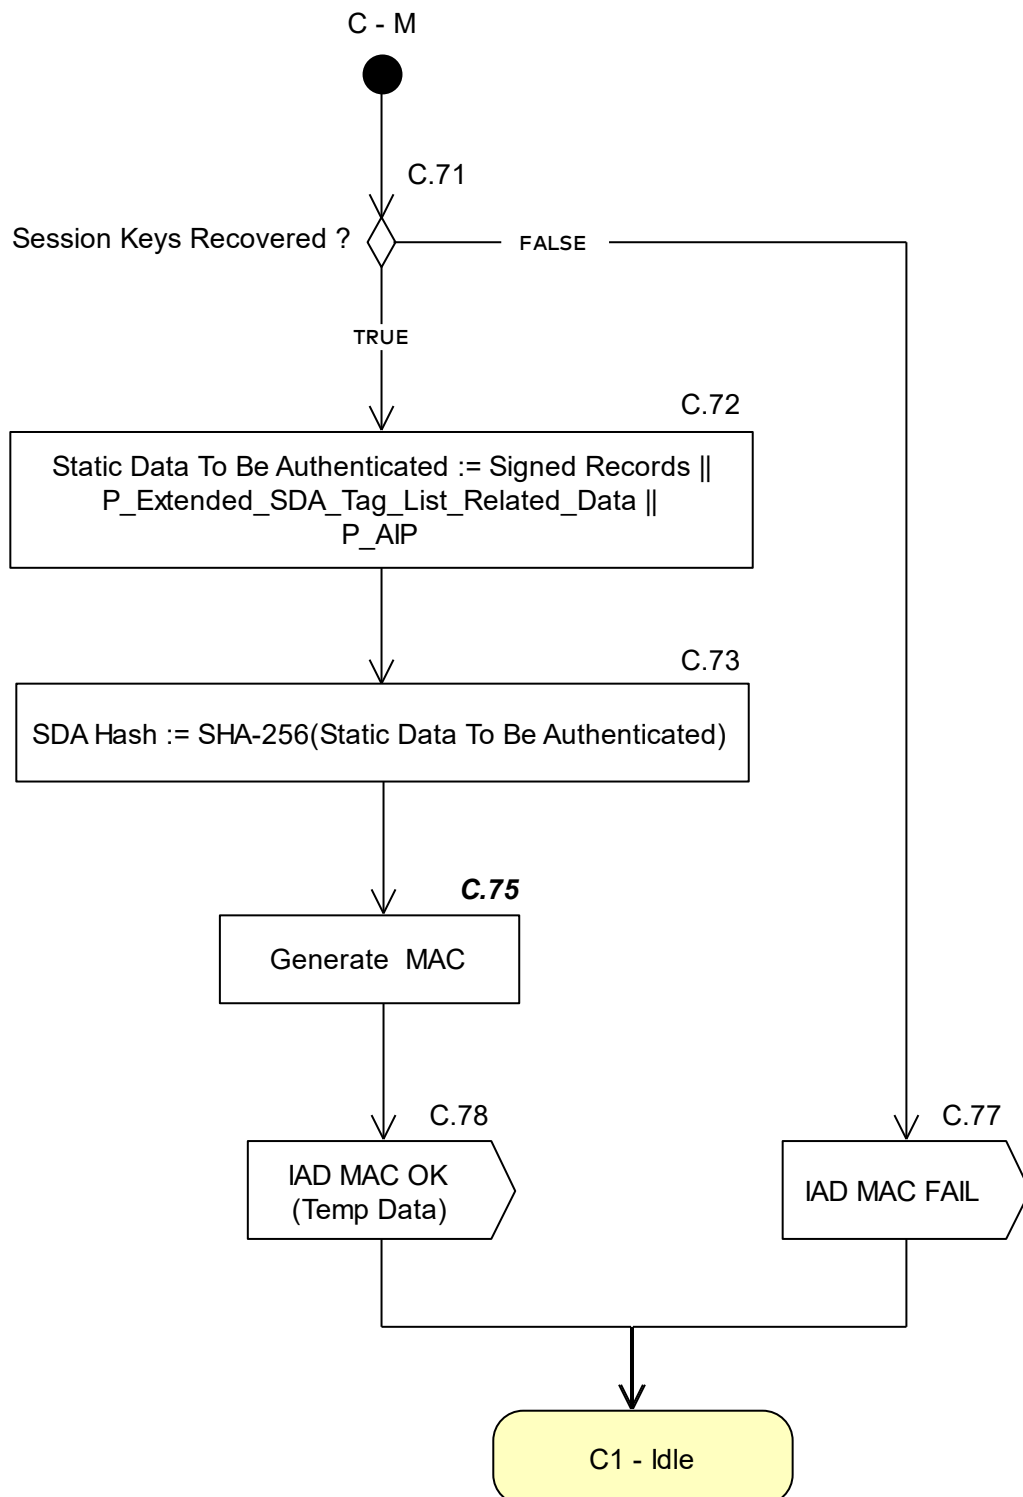 C - M
C.71
Session Keys Recovered ?
FALSE
TRUE
C.72
Static Data To Be Authenticated := Signed Records ||
P_Extended_SDA_Tag_List_Related_Data ||
P_AIP
C.73
SDA Hash := SHA-256(Static Data To Be Authenticated)
C.75
Generate MAC
C.78
C.77
IAD MAC OK
(Temp Data)
IAD MAC FAIL
C1 - Idle